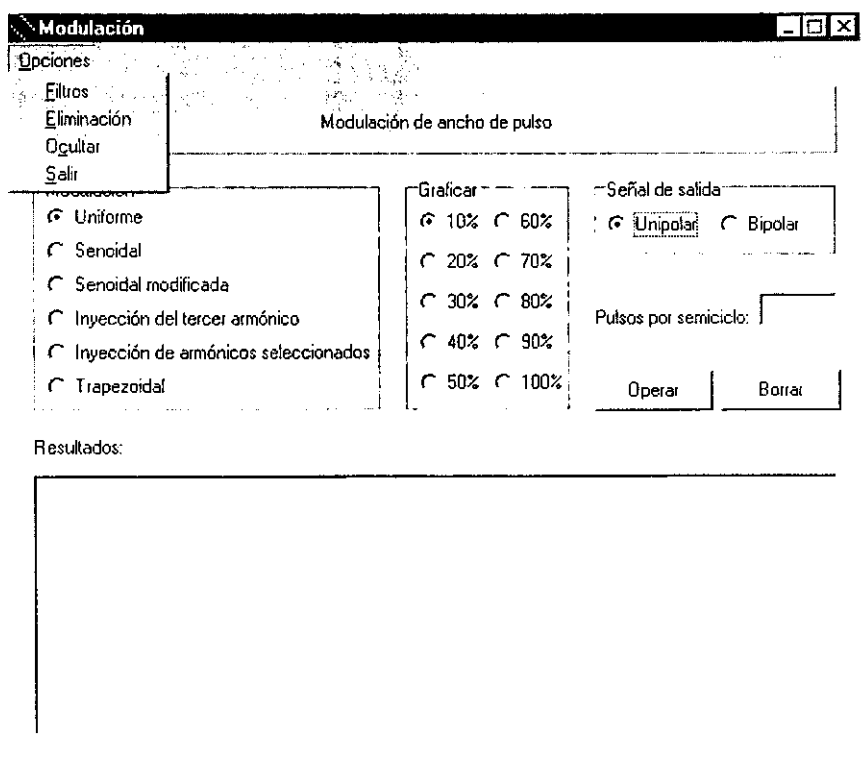 Modulación
Opciones
Filtros
Eliminación
Ocultar
Salir
Modulación de ancho de pulso
Modulación
Uniforme
Senoidal
Senoidal modificada
Inyección del tercer armónico
Inyección de armónicos seleccionados
Trapezoidal
Graficar
10% 60%
20% 70%
30% 80%
40% 90%
50% 100%
Señal de salida
Unipolar Bipolar
Pulsos por semiciclo:
Operar Borrar
Resultados: